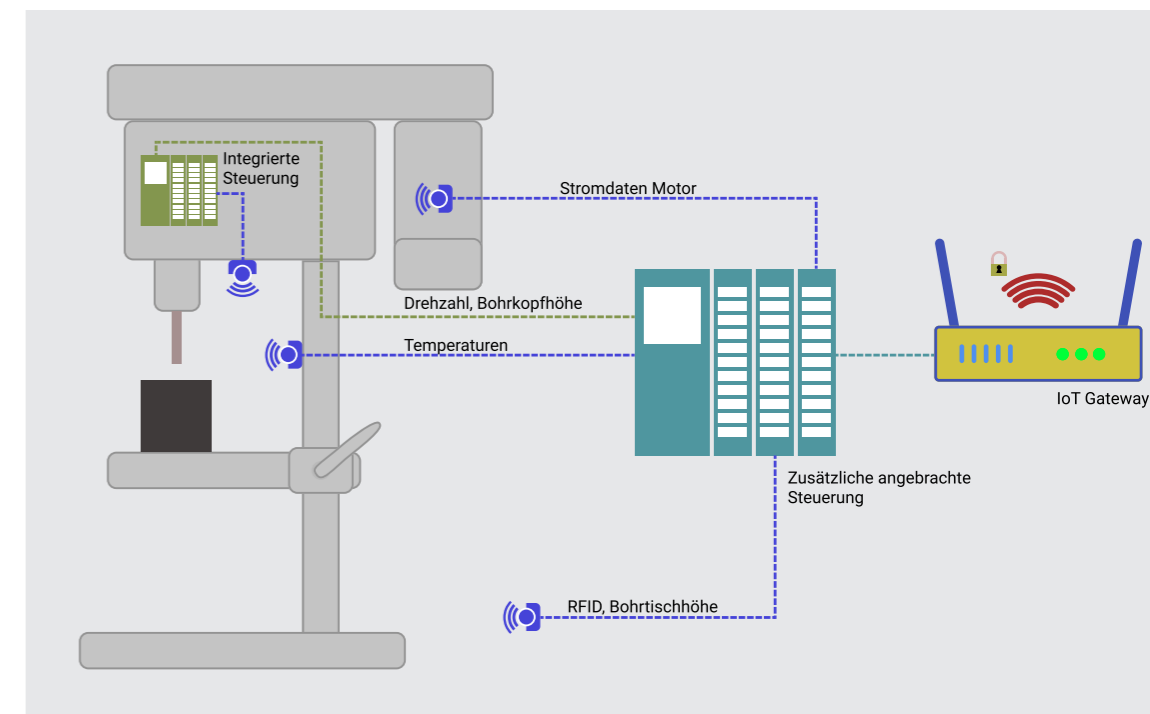 Integrierte
Steuerung
Stromdaten Motor
Drehzahl, Bohrkopfhöhe
Temperaturen
IoT Gateway
Zusätzliche angebrachte
Steuerung
RFID, Bohrtischhöhe